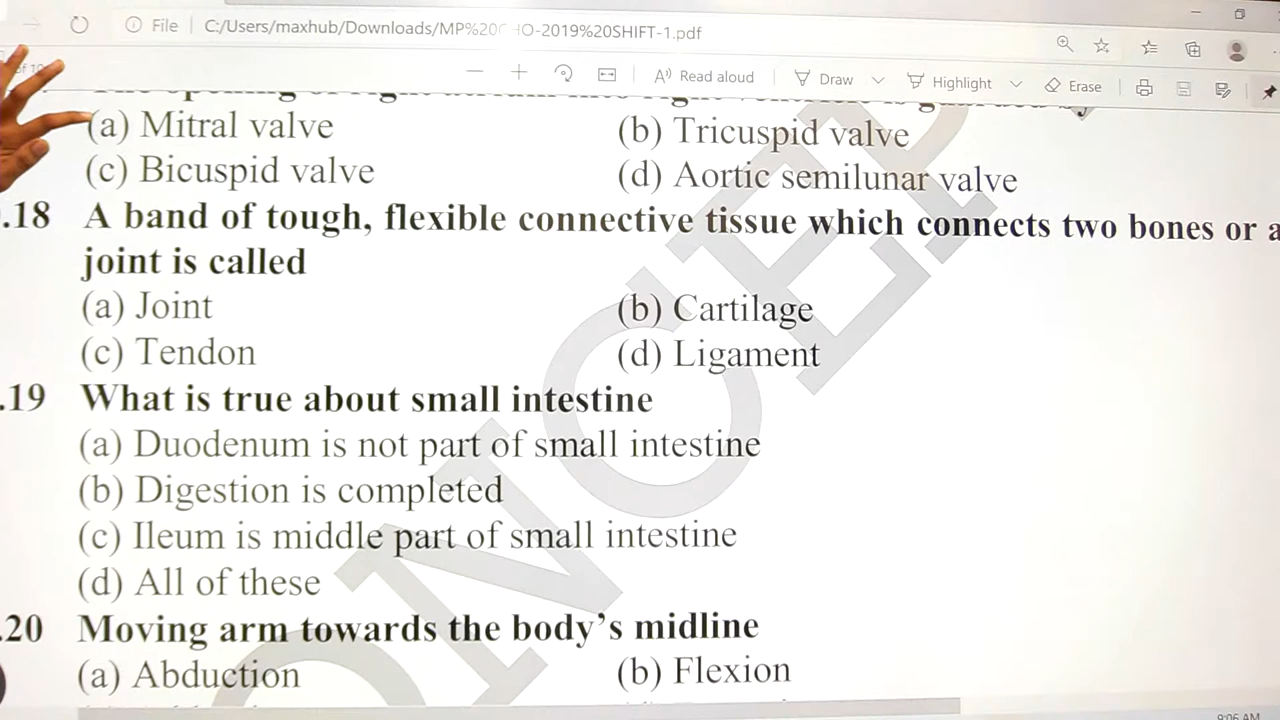 File C:/Users/maxhub/Downloads/MP%20 HO-2019%20SHIFT-1.pdf
Read aloud Draw Highlight Erase
(a) Mitral valve (b) Tricuspid valve
(c) Bicuspid valve (d) Aortic semilunar valve
.18 A band of tough, flexible connective tissue which connects two bones or a
joint is called
(a) Joint (b) Cartilage
(c) Tendon (d) Ligament
.19 What is true about small intestine
(a) Duodenum is not part of small intestine
(b) Digestion is completed
(c) Ileum is middle part of small intestine
(d) All of these
.20 Moving arm towards the body's midline
(a) Abduction (b) Flexion
9:06 AM